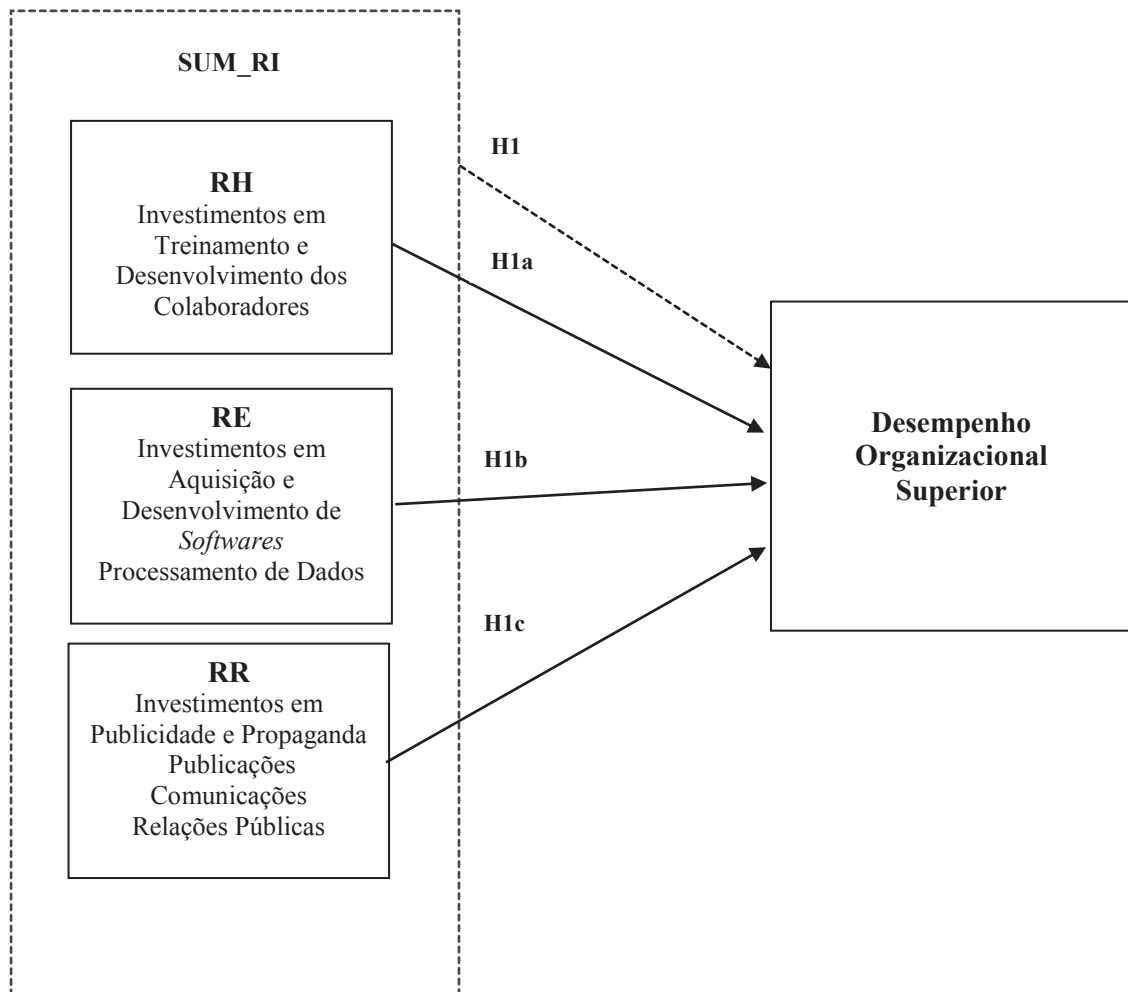 SUM_RI
RH
Investimentos em
Treinamento e
Desenvolvimento dos
Colaboradores
RE
Investimentos em
Aquisição e
Desenvolvimento de
Softwares
Processamento de Dados
RR
Investimentos em
Publicidade e Propaganda
Publicações
Comunicações
Relações Públicas
H1
H1a
H1b
H1c
Desempenho
Organizacional
Superior